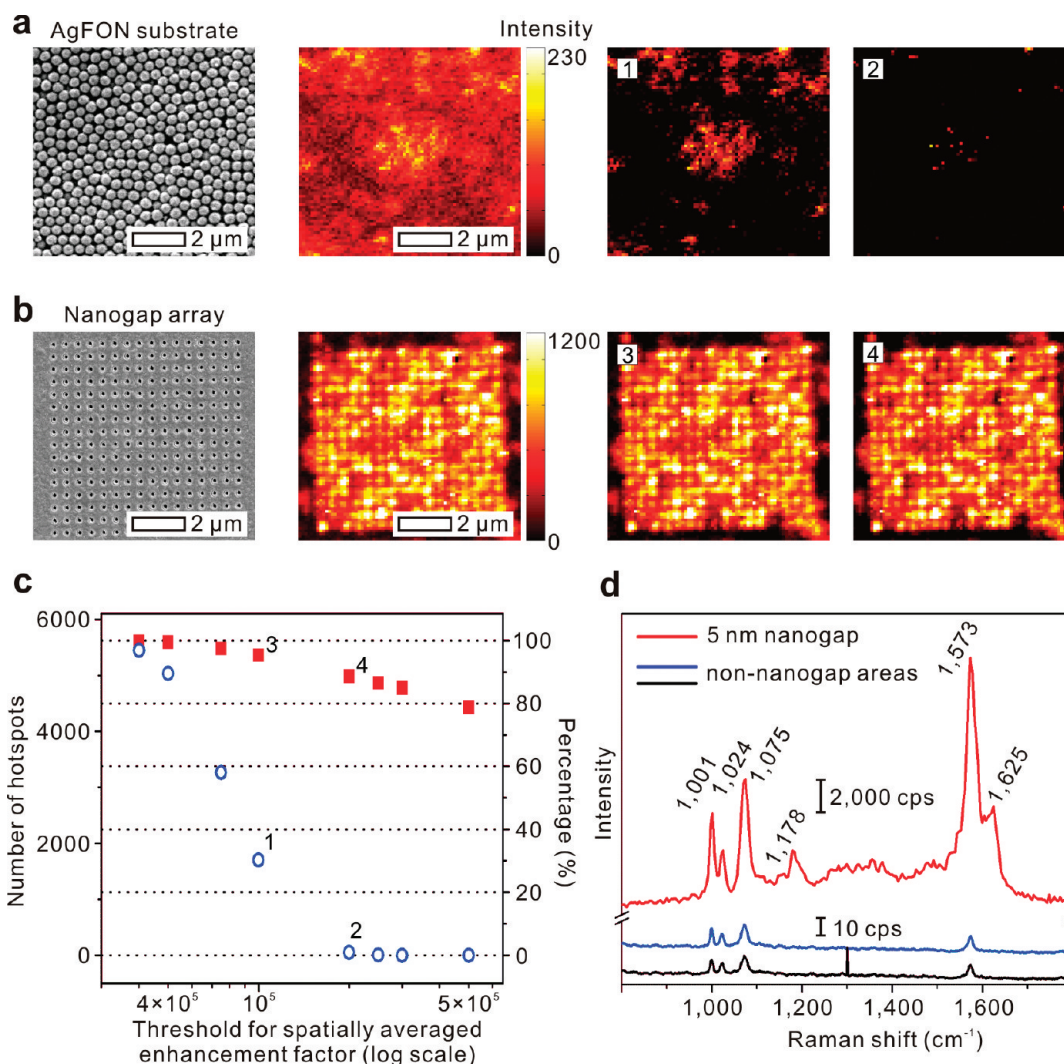 a
AgFON substrate
Intensity
230
0
1
2
2 μm
2 μm
b
Nanogap array
1200
0
3
4
2 μm
2 μm
c
6000
4000
2000
0
Number of hotspots
100
80
60
40
20
0
Percentage (%)
3
4
1
2
4×10⁵
10⁵
5×10⁵
Threshold for spatially averaged
enhancement factor (log scale)
d
5 nm nanogap
non-nanogap areas
1,001
1,024
1,075
1,178
1,573
1,625
2,000 cps
10 cps
Intensity
1,000
1,200
1,400
1,600
Raman shift (cm⁻¹)